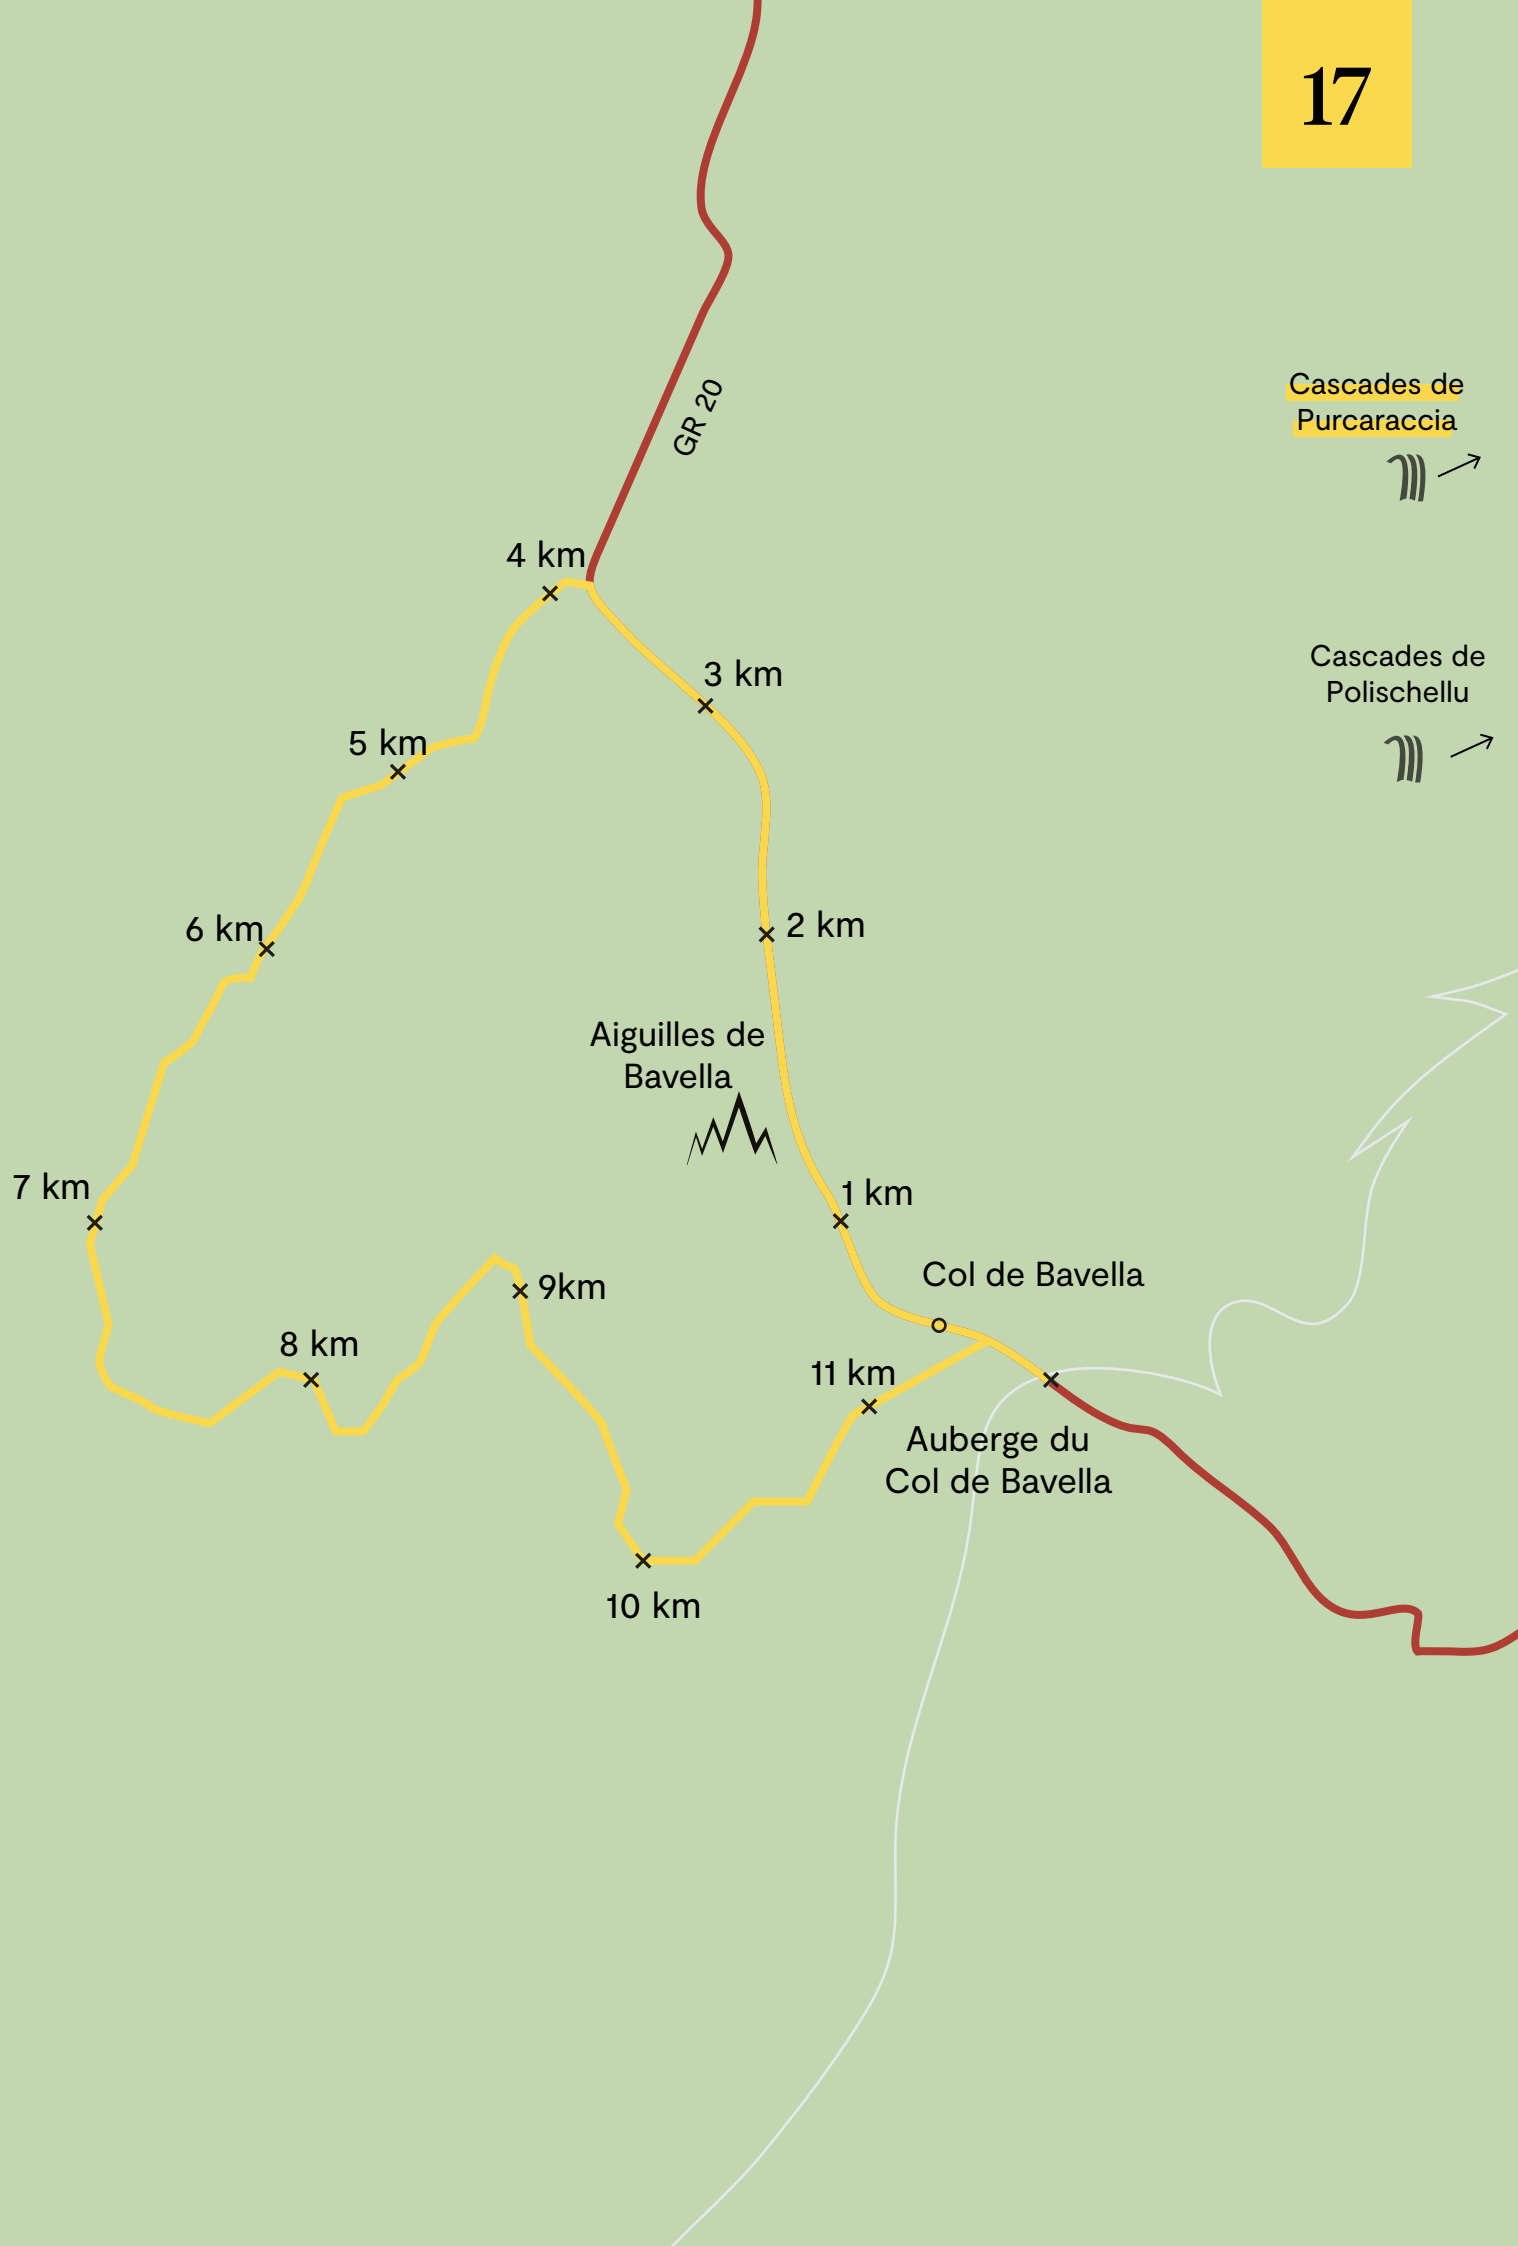 17
Cascades de
Purcaraccia
GR 20
4 km
Cascades de
Polischellu
3 km
5 km
6 km
2 km
Aiguilles de
Bavella
7 km
1 km
Col de Bavella
9km
8 km
11 km
Auberge du
Col de Bavella
10 km